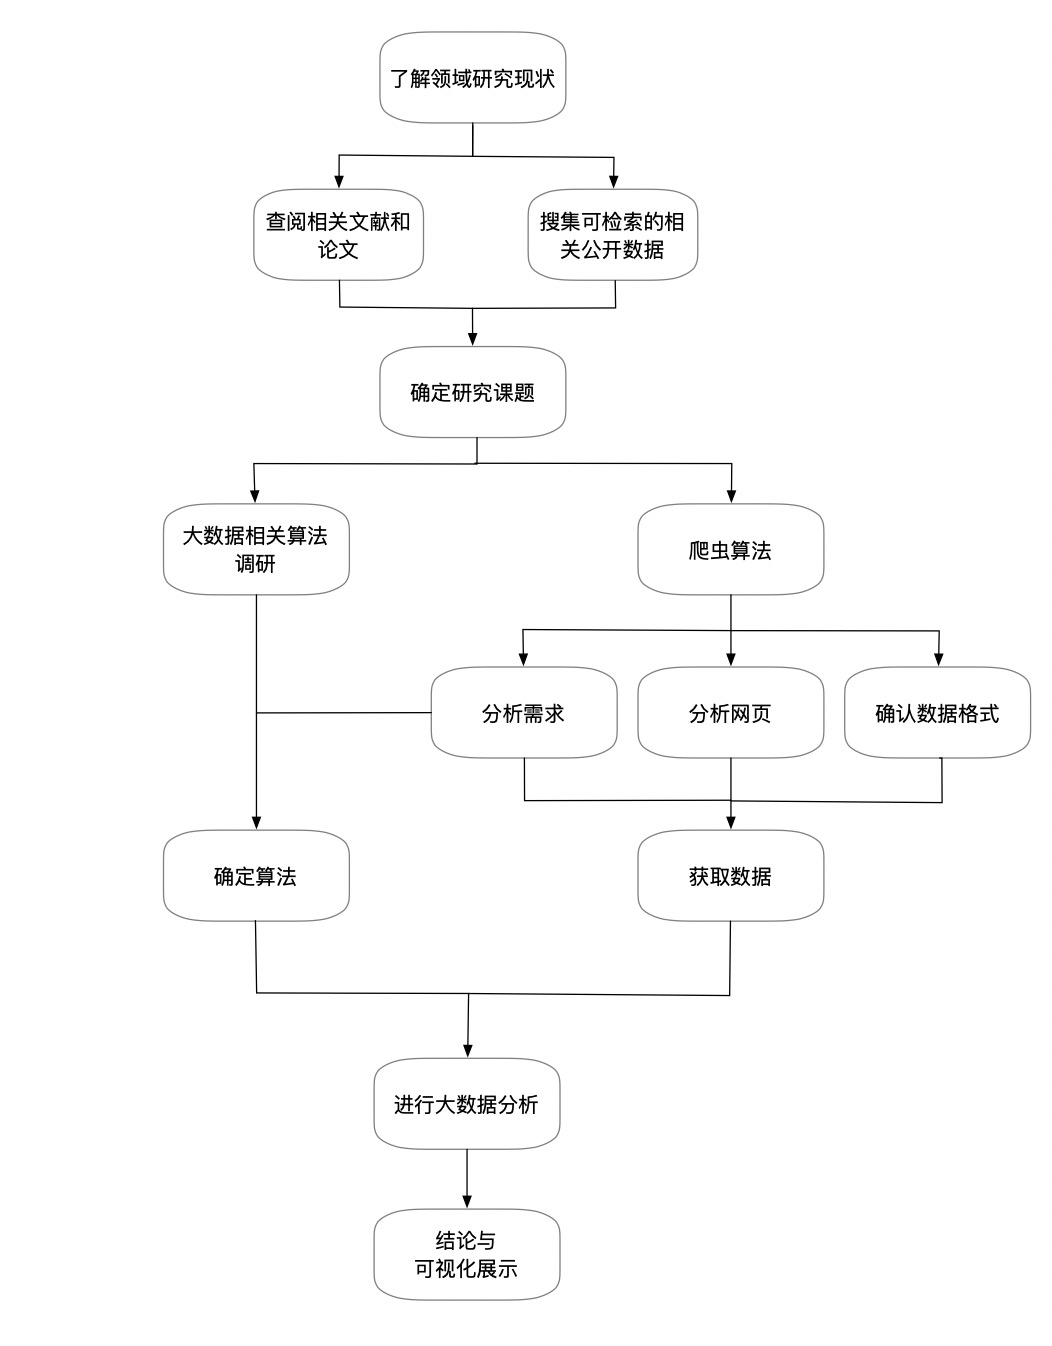 了解领域研究现状
查阅相关文献和
论文
搜集可检索的相
关公开数据
确定研究课题
大数据相关算法
调研
爬虫算法
分析需求
分析网页
确认数据格式
确定算法
获取数据
进行大数据分析
结论与
可视化展示